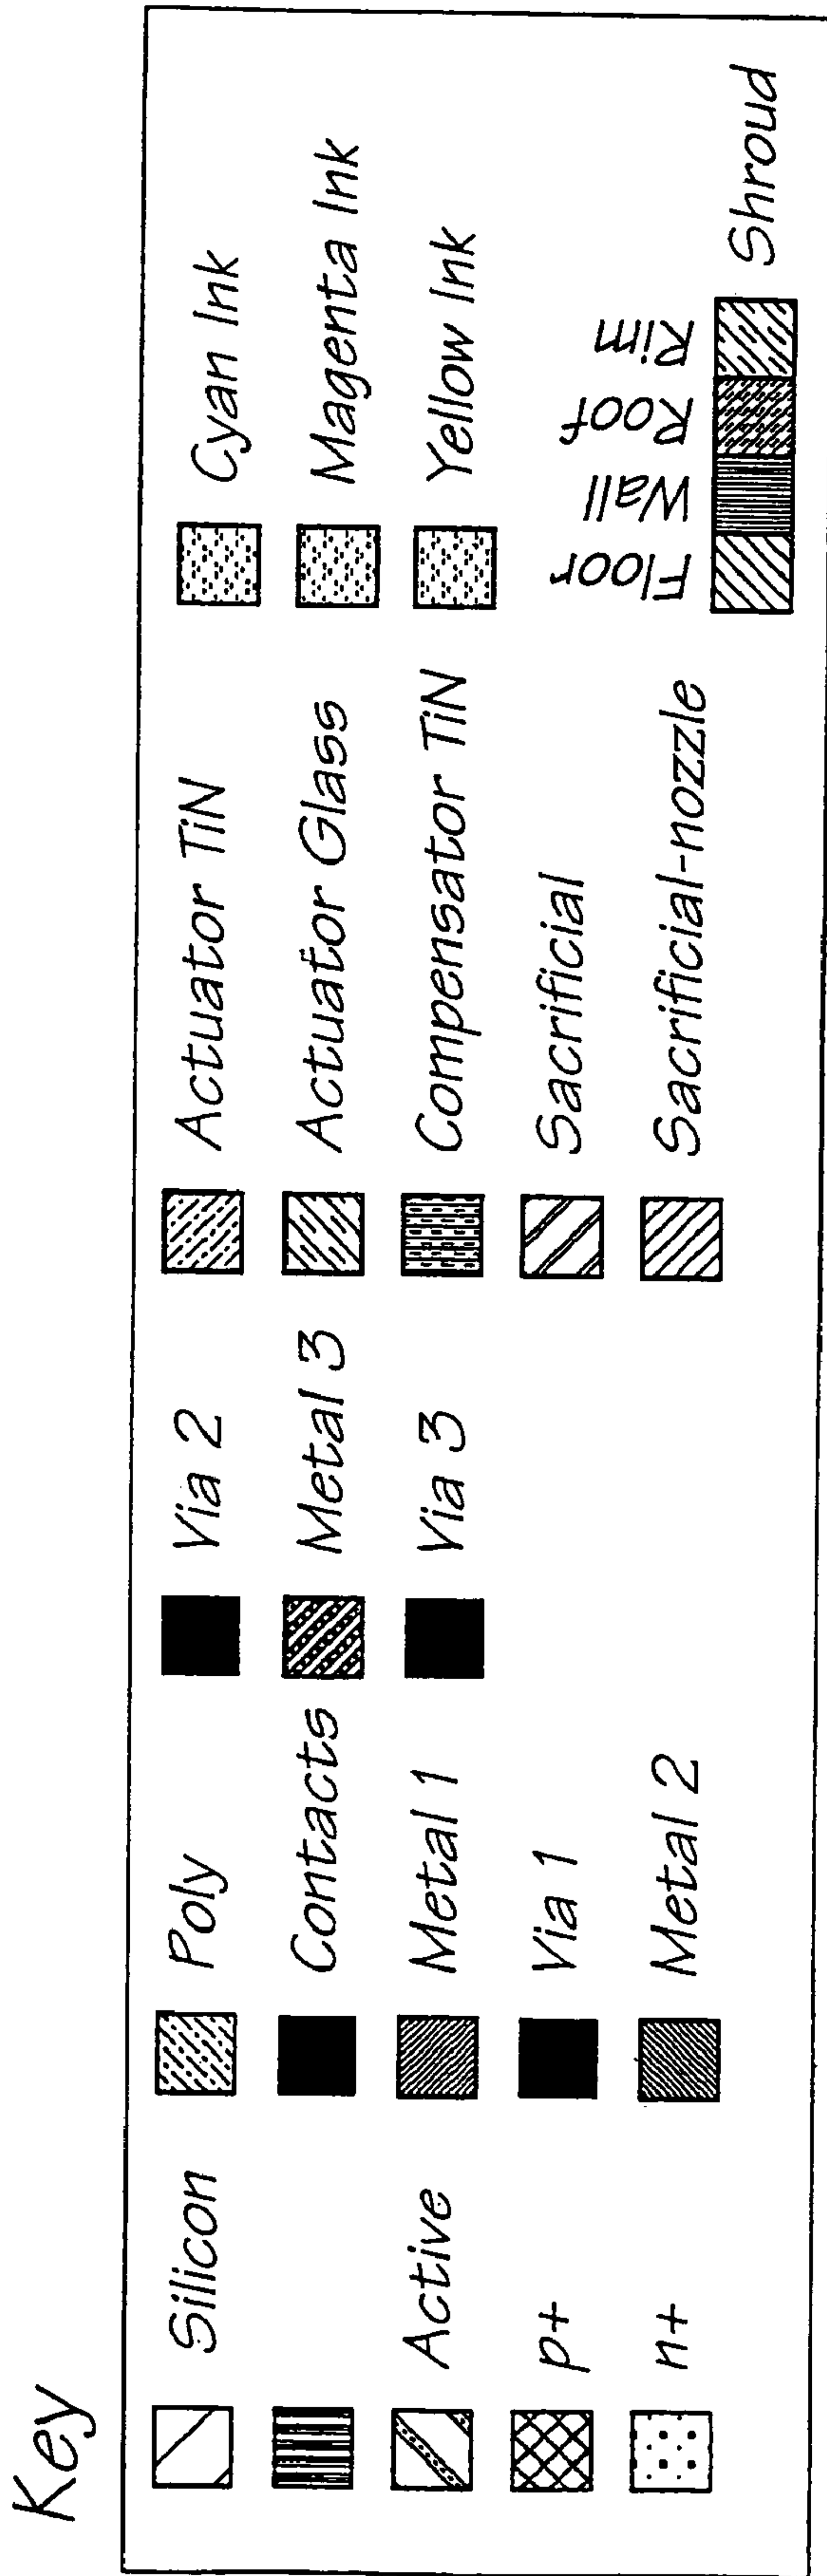 Key
Silicon
Active
p+
n+
Poly
Contacts
Metal 1
Via 1
Metal 2
Via 2
Metal 3
Via 3
Actuator TiN
Actuator Glass
Compensator TiN
Sacrificial
Sacrificial-nozzle
Cyan Ink
Magenta Ink
Yellow Ink
Floor
Wall
Roof
Rim
Shroud